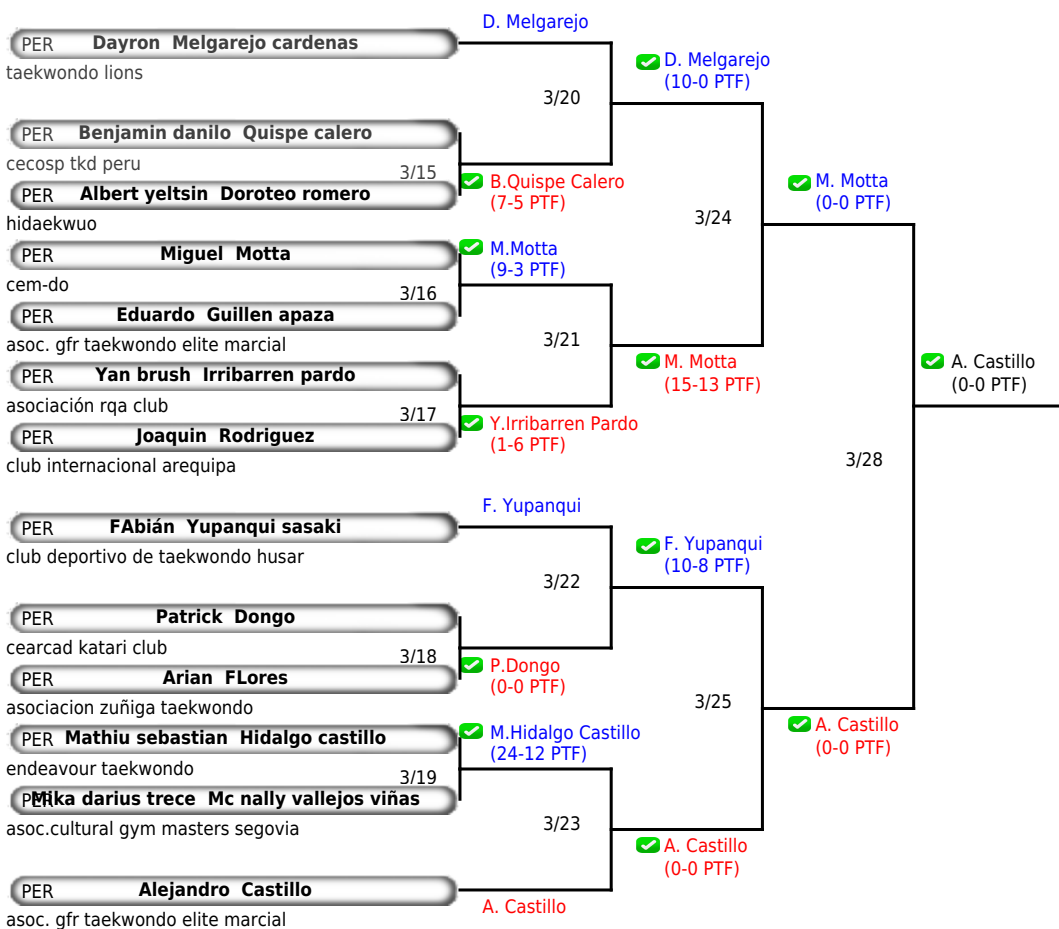 D. Melgarejo
PER Dayron Melgarejo cardenas
taekwondo lions
D. Melgarejo
(10-0 PTF)
3/20
PER Benjamin danilo Quispe calero
cecosp tkd peru
3/15
B.Quispe Calero
(7-5 PTF)
PER Albert yeltsin Doroteo romero
hidaekwuo
M. Motta
(0-0 PTF)
3/24
PER Miguel Motta
cem-do
M.Motta
(9-3 PTF)
3/16
PER Eduardo Guillen apaza
asoc. gfr taekwondo elite marcial
3/21
M. Motta
(15-13 PTF)
PER Yan brush Irribarren pardo
asociación rqa club
3/17
Y.Irribarren Pardo
(1-6 PTF)
PER Joaquin Rodriguez
club internacional arequipa
A. Castillo
(0-0 PTF)
3/28
F. Yupanqui
PER FAbián Yupanqui sasaki
club deportivo de taekwondo husar
F. Yupanqui
(10-8 PTF)
3/22
PER Patrick Dongo
cearcad katari club
3/18
P.Dongo
(0-0 PTF)
PER Arian FLores
asociacion zuñiga taekwondo
3/25
A. Castillo
(0-0 PTF)
PER Mathiu sebastian Hidalgo castillo
endeavour taekwondo
M.Hidalgo Castillo
(24-12 PTF)
3/19
PER Mika darius trece Mc nally vallejos viñas
asoc.cultural gym masters segovia
3/23
A. Castillo
(0-0 PTF)
PER Alejandro Castillo
asoc. gfr taekwondo elite marcial
A. Castillo